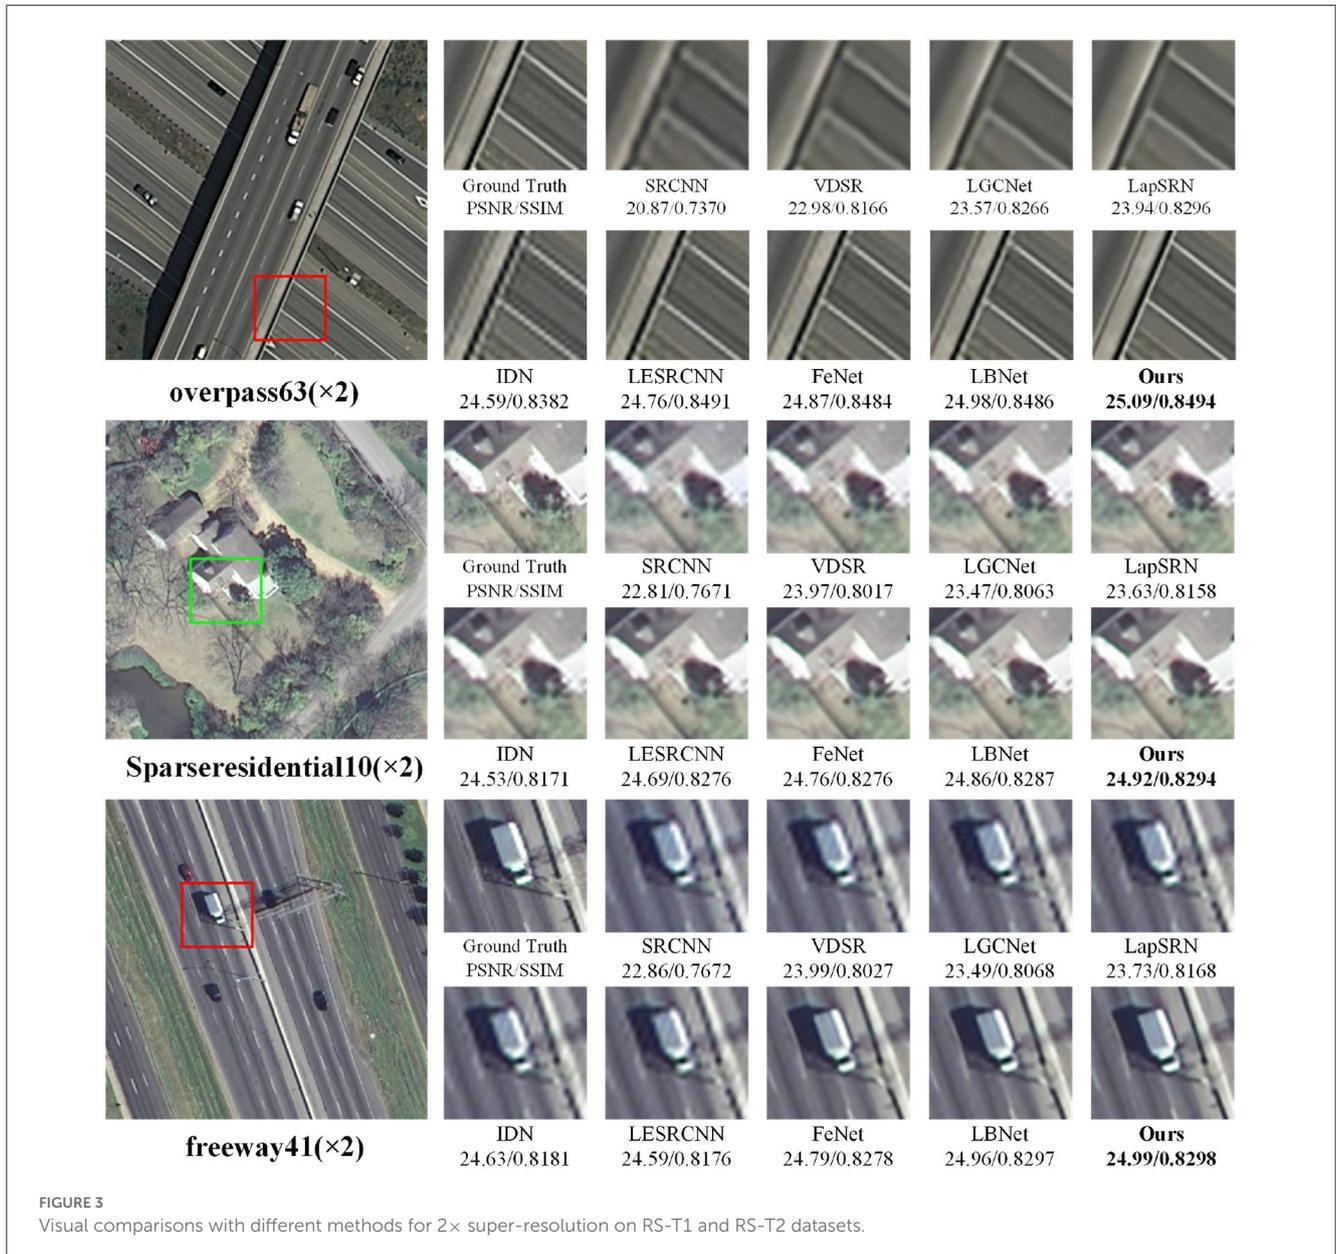 Ground Truth SRCNN VDSR LGCNet LapSRN
PSNR/SSIM 20.87/0.7370 22.98/0.8166 23.57/0.8266 23.94/0.8296
IDN LESRCNN FeNet LBNet Ours
overpass63(×2)
24.59/0.8382 24.76/0.8491 24.87/0.8484 24.98/0.8486 25.09/0.8494
Ground Truth SRCNN VDSR LGCNet LapSRN
PSNR/SSIM 22.81/0.7671 23.97/0.8017 23.47/0.8063 23.63/0.8158
IDN LESRCNN FeNet LBNet Ours
Sparseresidential10(×2)
24.53/0.8171 24.69/0.8276 24.76/0.8276 24.86/0.8287 24.92/0.8294
Ground Truth SRCNN VDSR LGCNet LapSRN
PSNR/SSIM 22.86/0.7672 23.99/0.8027 23.49/0.8068 23.73/0.8168
IDN LESRCNN FeNet LBNet Ours
freeway41(×2)
24.63/0.8181 24.59/0.8176 24.79/0.8278 24.96/0.8297 24.99/0.8298
FIGURE 3
Visual comparisons with different methods for 2× super-resolution on RS-T1 and RS-T2 datasets.